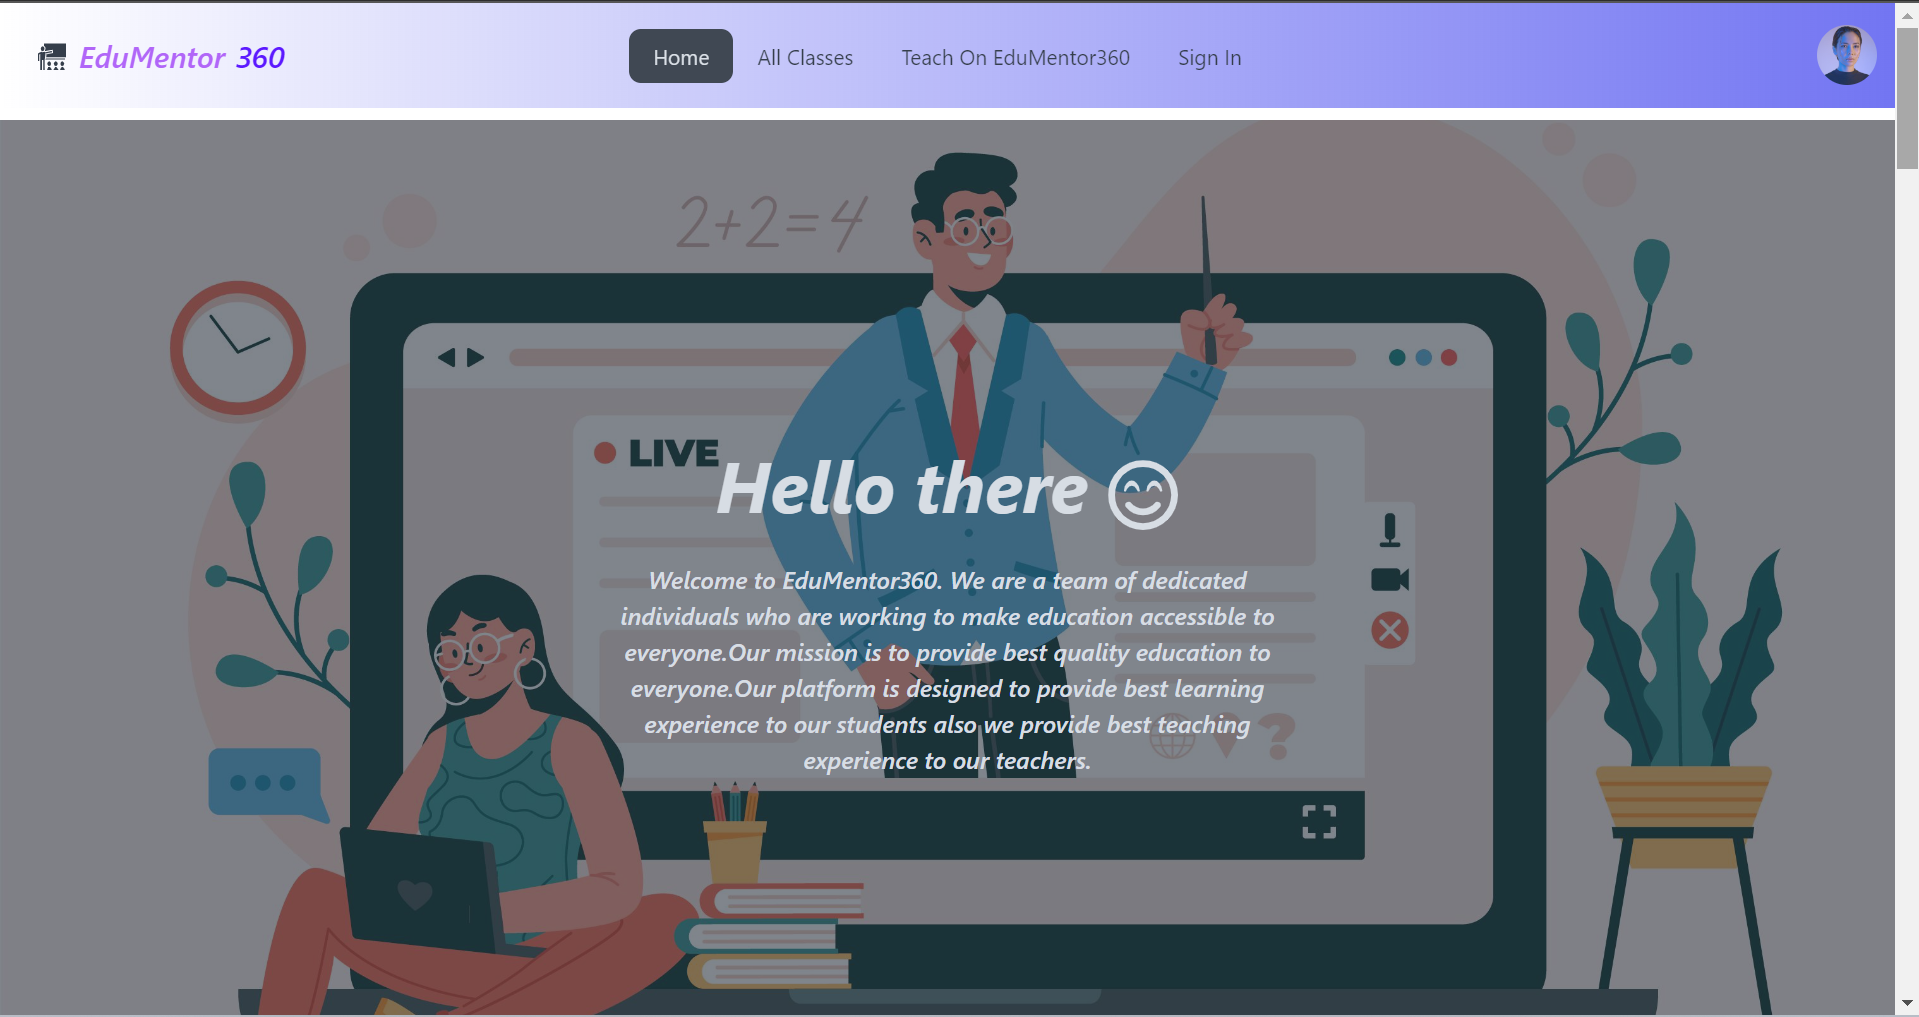 EduMentor 360
Home
All Classes
Teach On EduMentor360
Sign In
2+2=4
LIVE
Hello there
Welcome to EduMentor360. We are a team of dedicated
individuals who are working to make education accessible to
everyone.Our mission is to provide best quality education to
everyone.Our platform is designed to provide best learning
experience to our students also we provide best teaching
experience to our teachers.
?